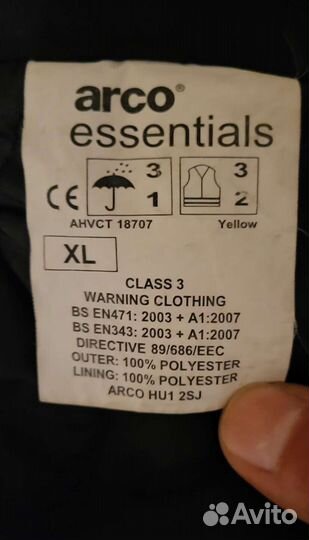 arco®
essentials
CE 3 1 3 2
AHVCT 18707 Yellow
XL
CLASS 3
WARNING CLOTHING
BS EN471: 2003 + A1:2007
BS EN343: 2003 + A1:2007
DIRECTIVE 89/686/EEC
OUTER: 100% POLYESTER
LINING: 100% POLYESTER
ARCO HU1 2SJ
Avito